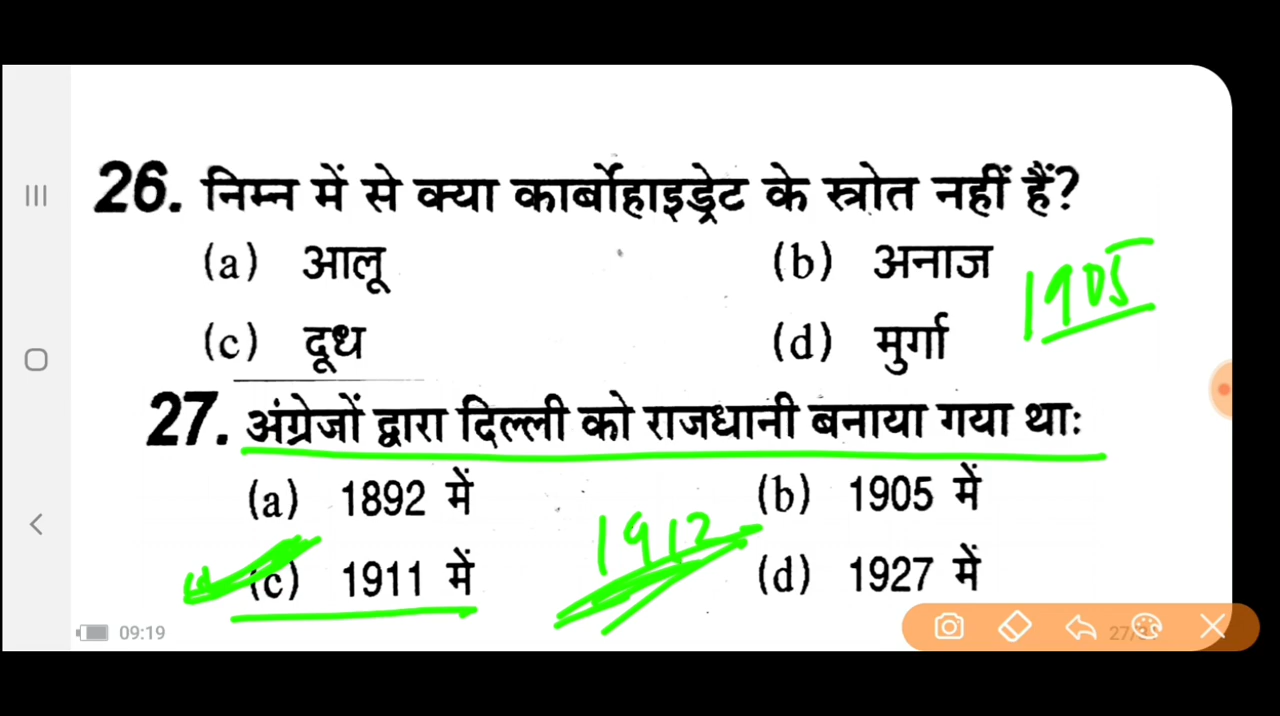 26. निम्न में से क्या कार्बोहाइड्रेट के स्त्रोत नहीं हैं?
(a) आलू (b) अनाज
1905
(c) दूध (d) मुर्गा
27. अंग्रेजों द्वारा दिल्ली को राजधानी बनाया गया थाः
(a) 1892 में (b) 1905 में
1912
(c) 1911 में (d) 1927 में
09:19